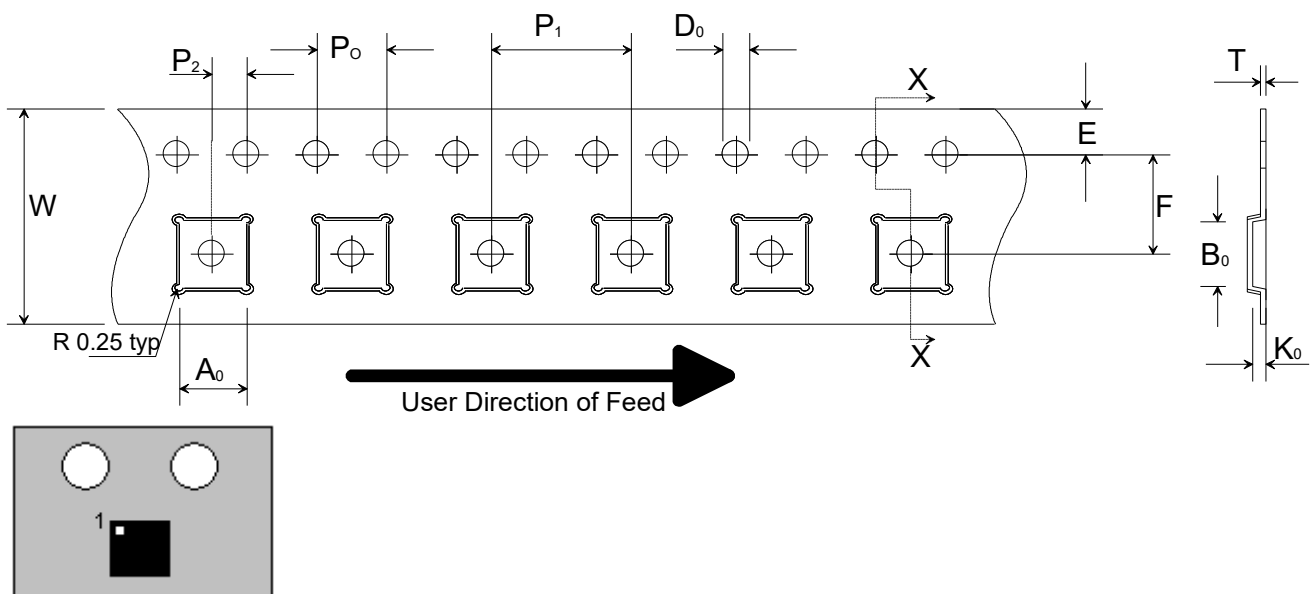 P₂
Pₒ
P₁
D₀
X
T
E
W
F
B₀
R 0.25 typ
A₀
X
K₀
User Direction of Feed
1